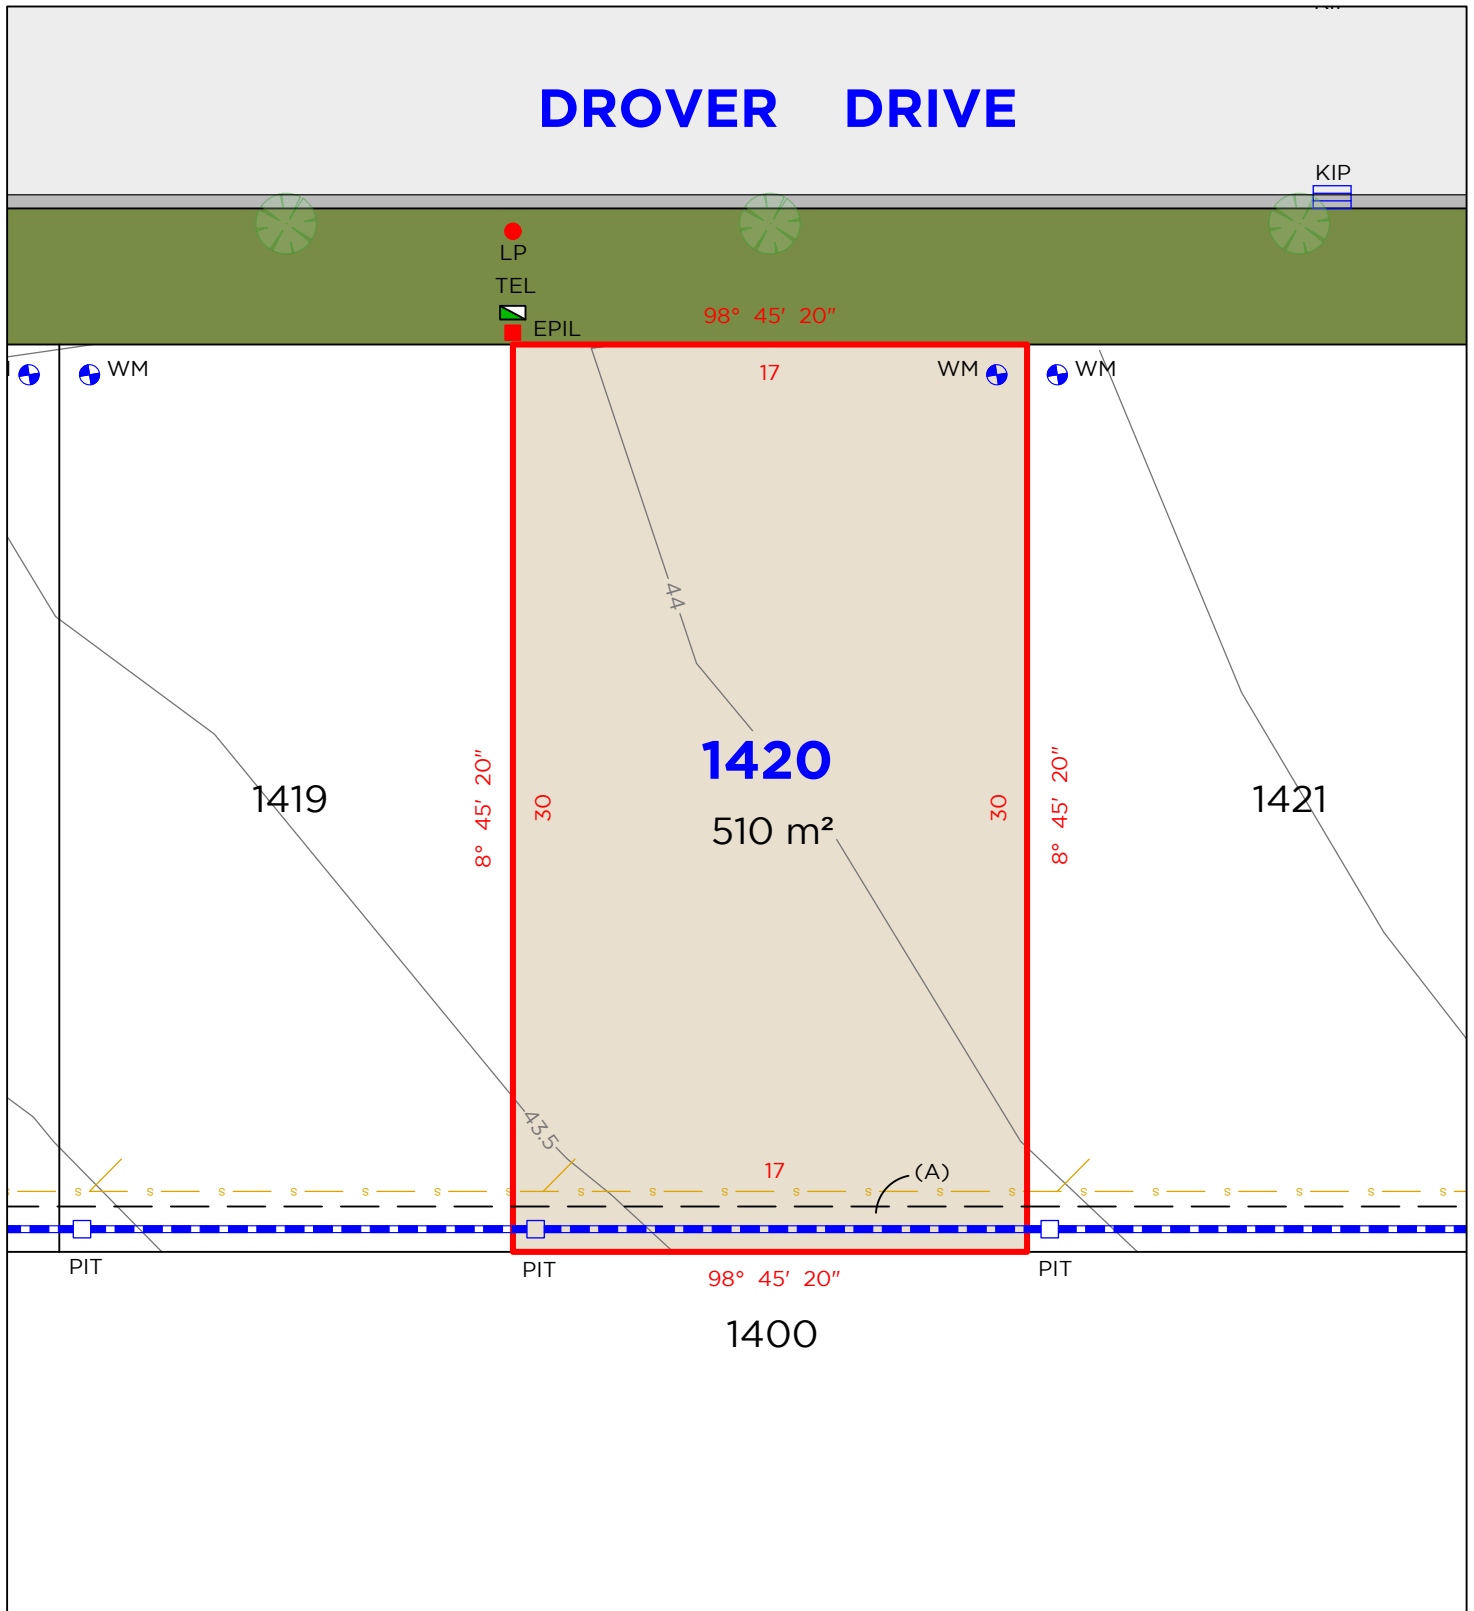 DROVER DRIVE
KIP
LP
TEL
EPIL
98° 45' 20"
WM
WM
WM
17
44
1420
510 m²
1419
1421
8° 45' 20"
30
30
8° 45' 20"
43.5
17
(A)
s s s s s s s s s s s s s s s s s s s s
PIT
PIT
PIT
98° 45' 20"
1400